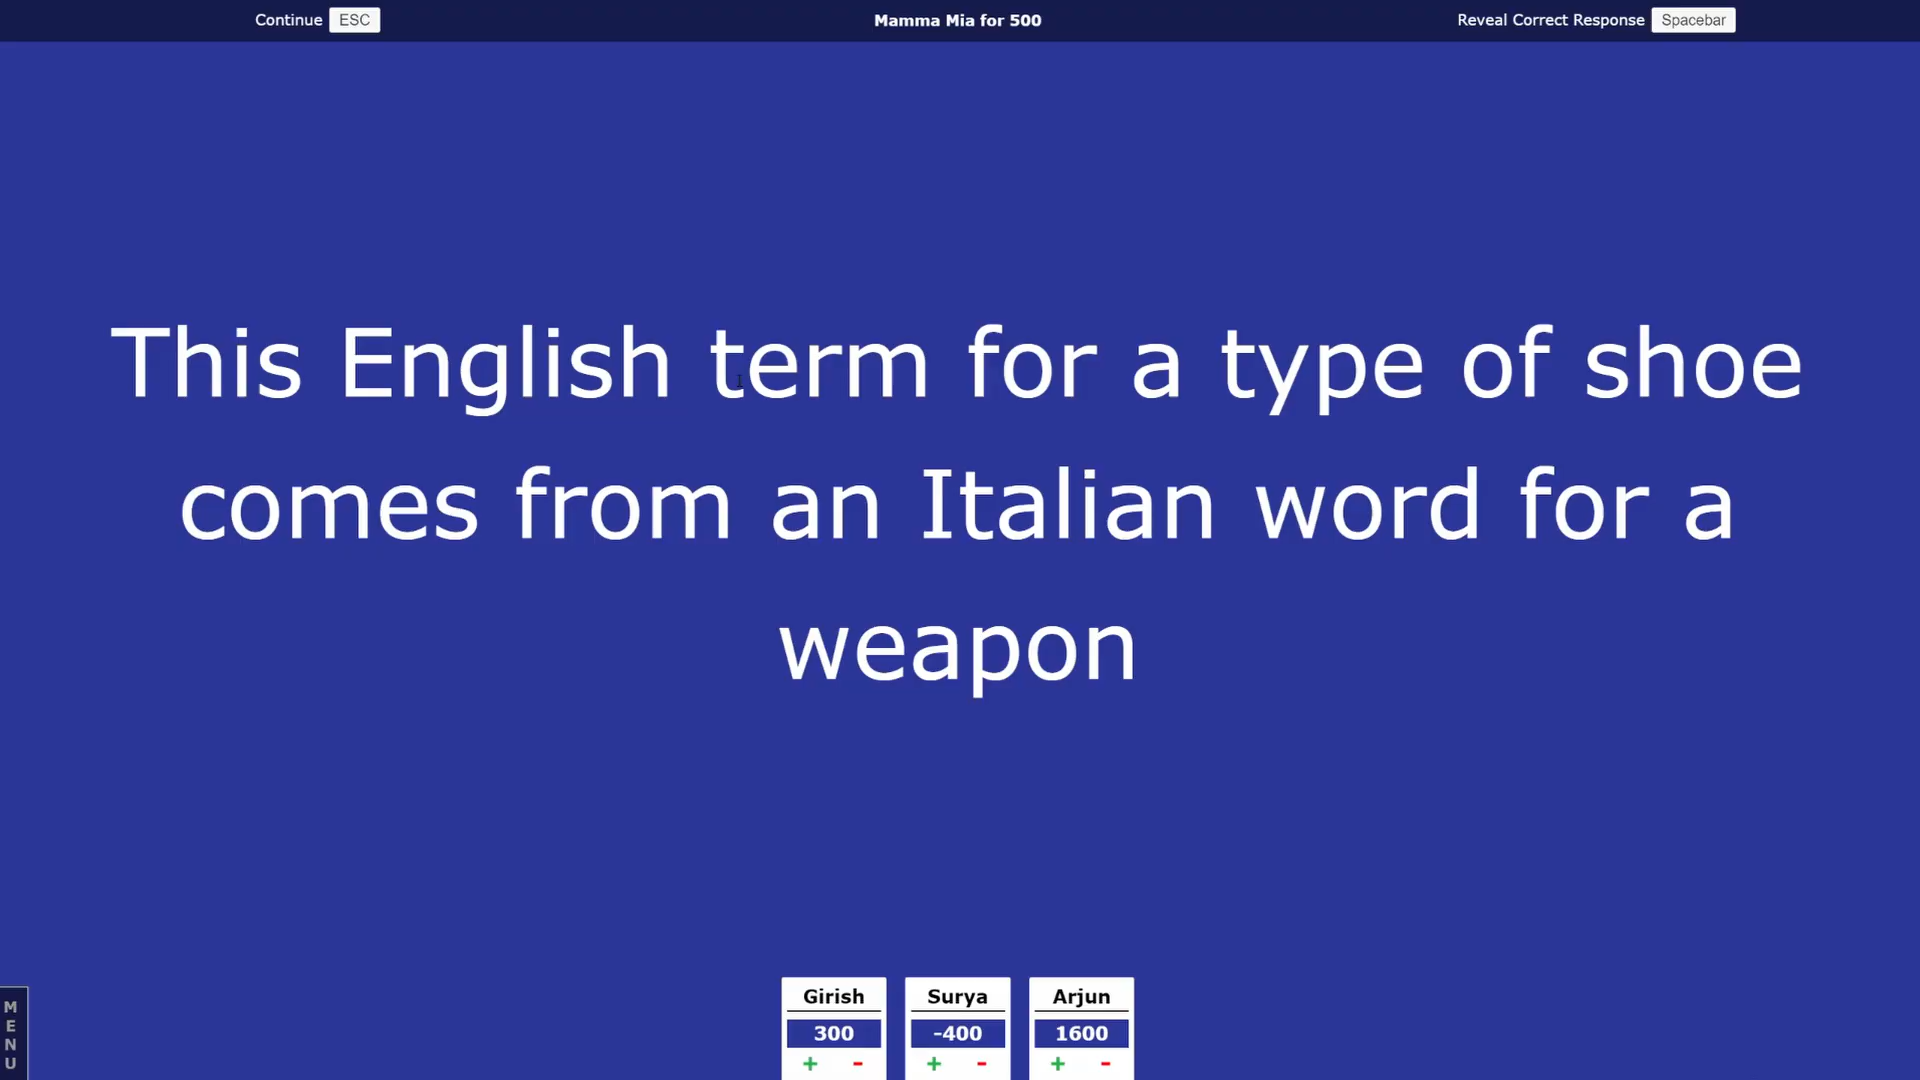 Continue ESC
Mamma Mia for 500
Reveal Correct Response Spacebar
This English term for a type of shoe
comes from an Italian word for a
weapon
MENU
Girish Surya Arjun
300 -400 1600
+ - + - + -